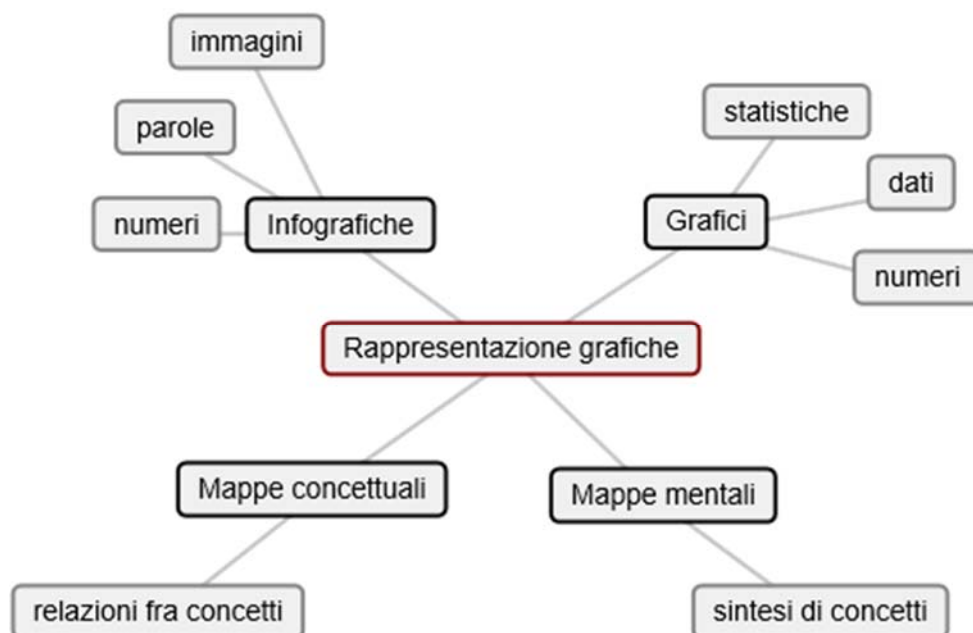 immagini
statistiche
parole
dati
numeri
Infografiche
Grafici
numeri
Rappresentazione grafiche
Mappe concettuali
Mappe mentali
relazioni fra concetti
sintesi di concetti